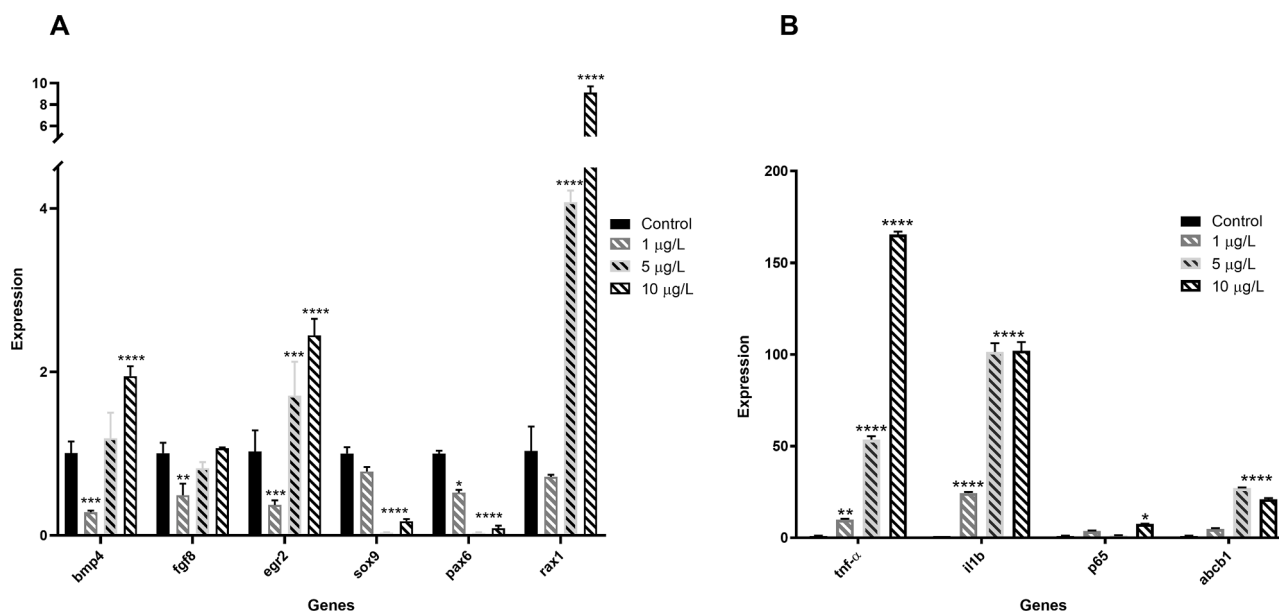 A
10
8
6
4
2
0
Expression
****
***
**
***
***
****
****
*
****
****
****
bmp4
fgf8
egr2
sox9
pax6
rax1
Genes
Control
1 μg/L
5 μg/L
10 μg/L
B
200
150
100
50
0
Expression
**
****
****
****
****
*
****
tnf-α
il1b
p65
abcb1
Genes
Control
1 μg/L
5 μg/L
10 μg/L